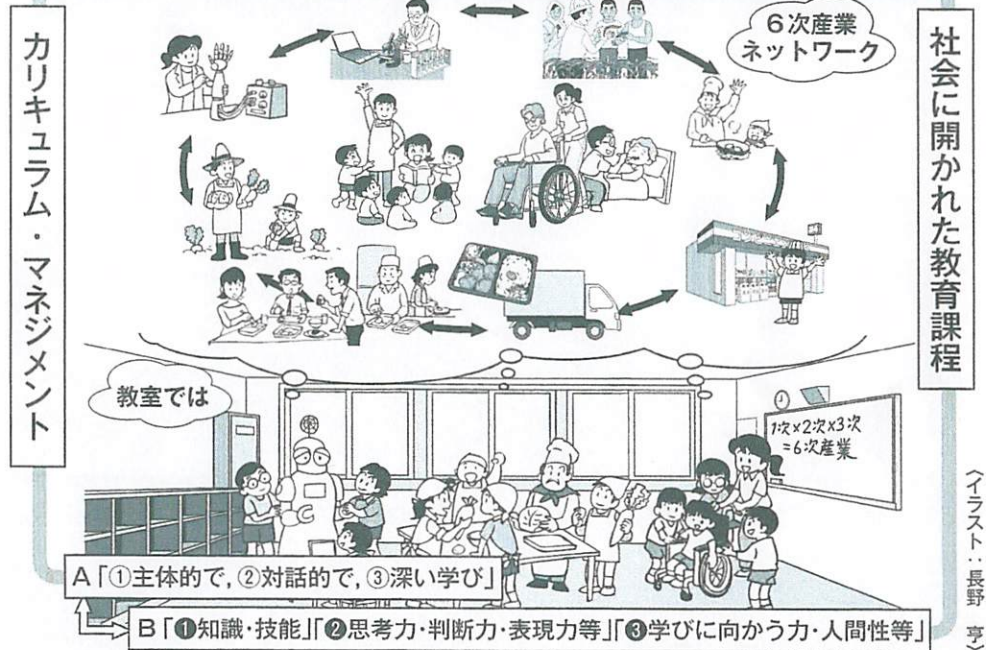 カリキュラム・マネジメント
社会に開かれた教育課程
6次産業
ネットワーク
教室では
1次×2次×3次
=6次産業
A「①主体的で,②対話的で,③深い学び」
B「❶知識・技能」「❷思考力・判断力・表現力等」「❸学びに向かう力・人間性等」
〈イラスト:長野 亨〉